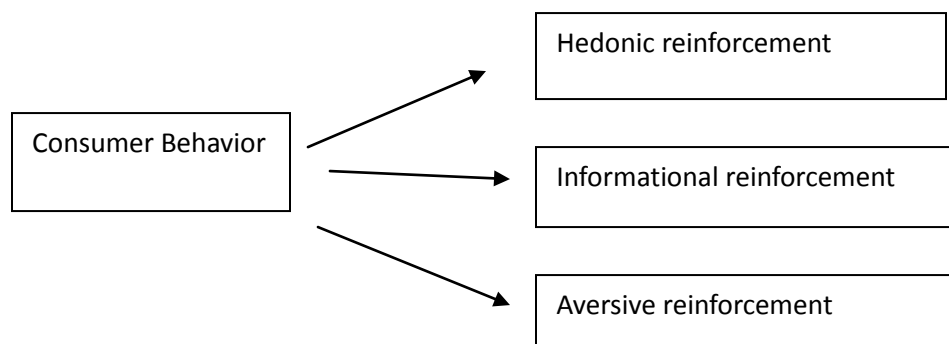 Hedonic reinforcement
Consumer Behavior
Informational reinforcement
Aversive reinforcement